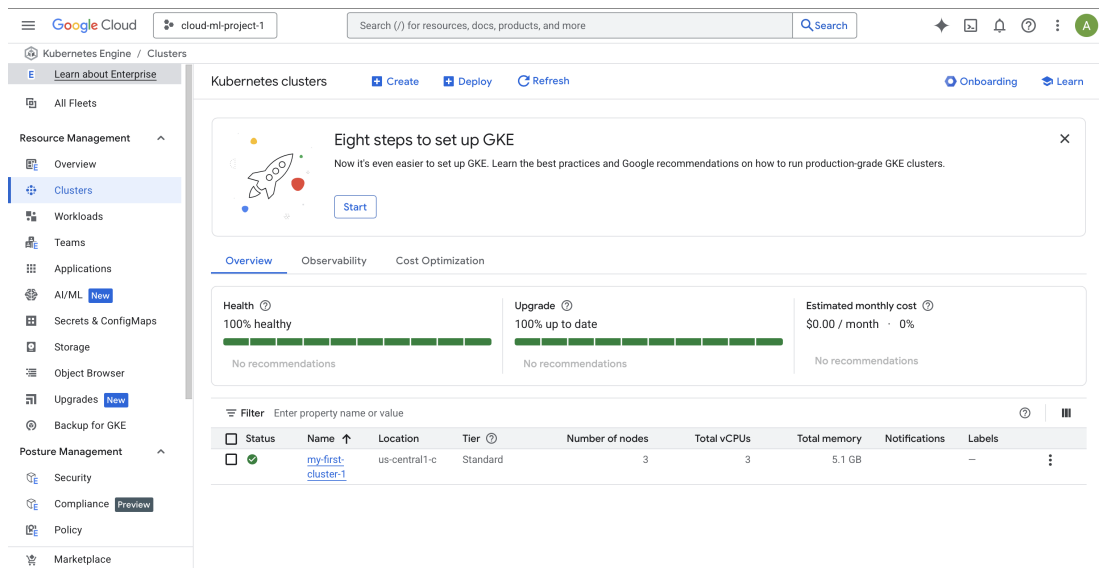 Google Cloud
cloud-ml-project-1
Search (/) for resources, docs, products, and more
Search
A
Kubernetes Engine / Clusters
E Learn about Enterprise
All Fleets
Resource Management
Overview
Clusters
Workloads
Teams
Applications
AI/ML New
Secrets & ConfigMaps
Storage
Object Browser
Upgrades New
Backup for GKE
Posture Management
Security
Compliance Preview
Policy
Marketplace
Kubernetes clusters
Create
Deploy
Refresh
Onboarding
Learn
Eight steps to set up GKE
Now it's even easier to set up GKE. Learn the best practices and Google recommendations on how to run production-grade GKE clusters.
Start
Overview Observability Cost Optimization
Health
100% healthy
No recommendations
Upgrade
100% up to date
No recommendations
Estimated monthly cost
$0.00 / month · 0%
No recommendations
Filter Enter property name or value
Status Name Location Tier Number of nodes Total vCPUs Total memory Notifications Labels
my-first- us-central1-c Standard 3 3 5.1 GB –
cluster-1